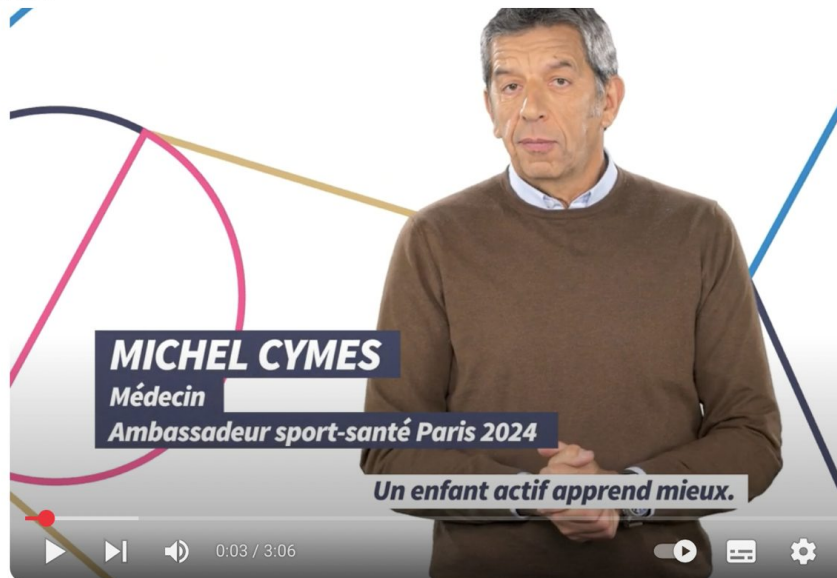 MICHEL CYMES
Médecin
Ambassadeur sport-santé Paris 2024
Un enfant actif apprend mieux.
0:03 / 3:06